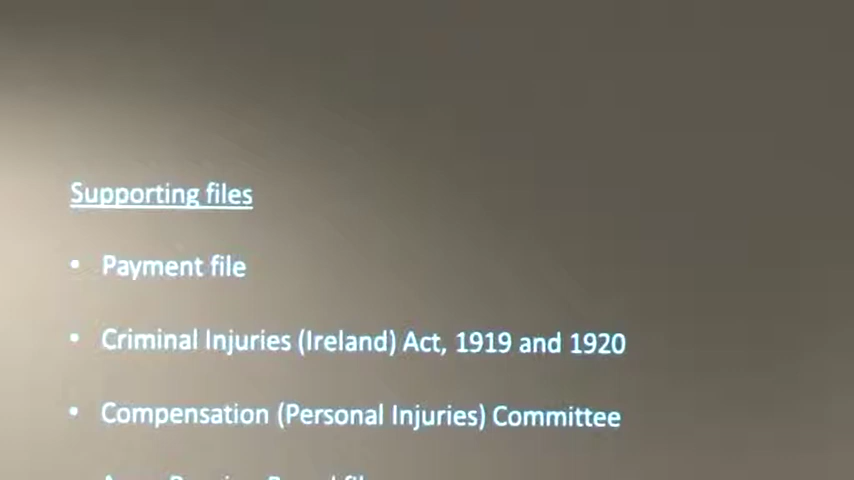 Supporting files
• Payment file
• Criminal Injuries (Ireland) Act, 1919 and 1920
• Compensation (Personal Injuries) Committee